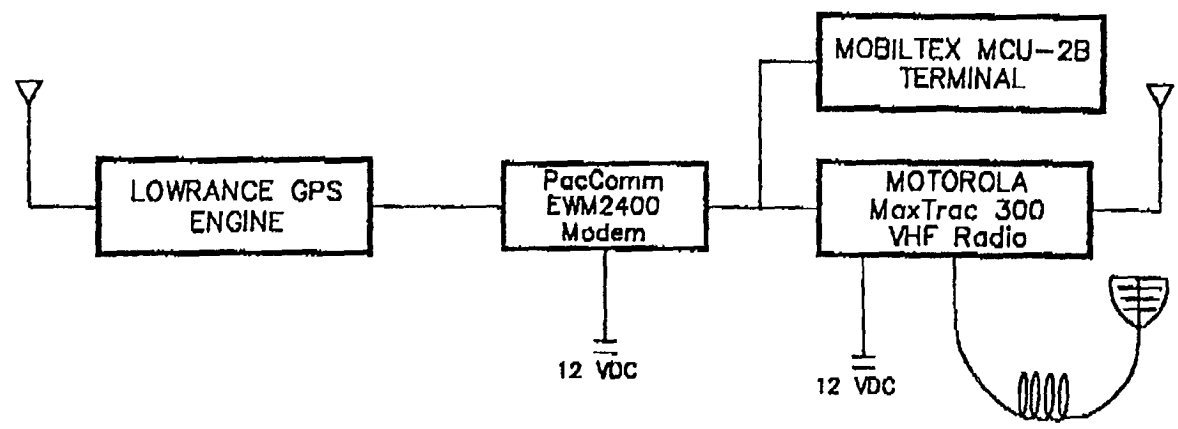 MOBILTEX MCU-2B
TERMINAL
LOWRANCE GPS
ENGINE
PacComm
EWM2400
Modem
MOTOROLA
MaxTrac 300
VHF Radio
12 VDC
12 VDC